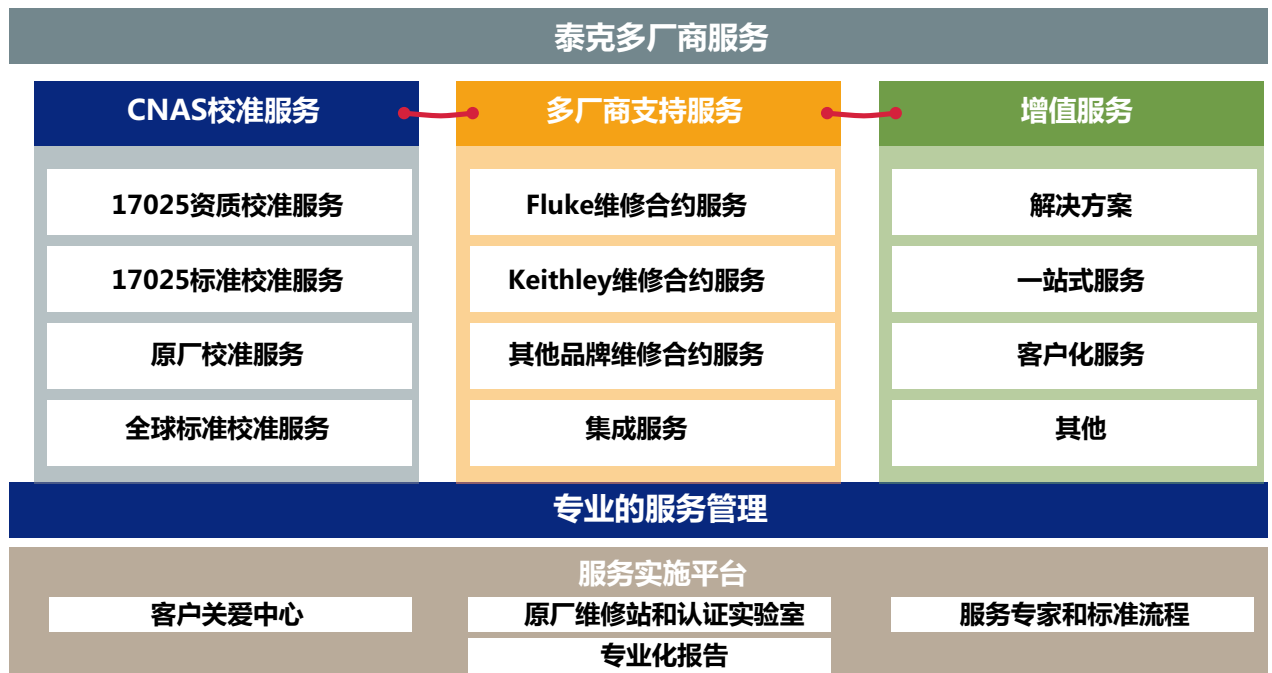 泰克多厂商服务
CNAS校准服务
多厂商支持服务
增值服务
17025资质校准服务
Fluke维修合约服务
解决方案
17025标准校准服务
Keithley维修合约服务
一站式服务
原厂校准服务
其他品牌维修合约服务
客户化服务
全球标准校准服务
集成服务
其他
专业的服务管理
服务实施平台
客户关爱中心
原厂维修站和认证实验室
服务专家和标准流程
专业化报告